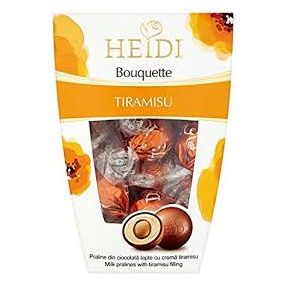 HEIDI
Bouquette
TIRAMISU
Praline din ciocolată lapte cu cremă tiramisu
Milk pralines with tiramisu filling